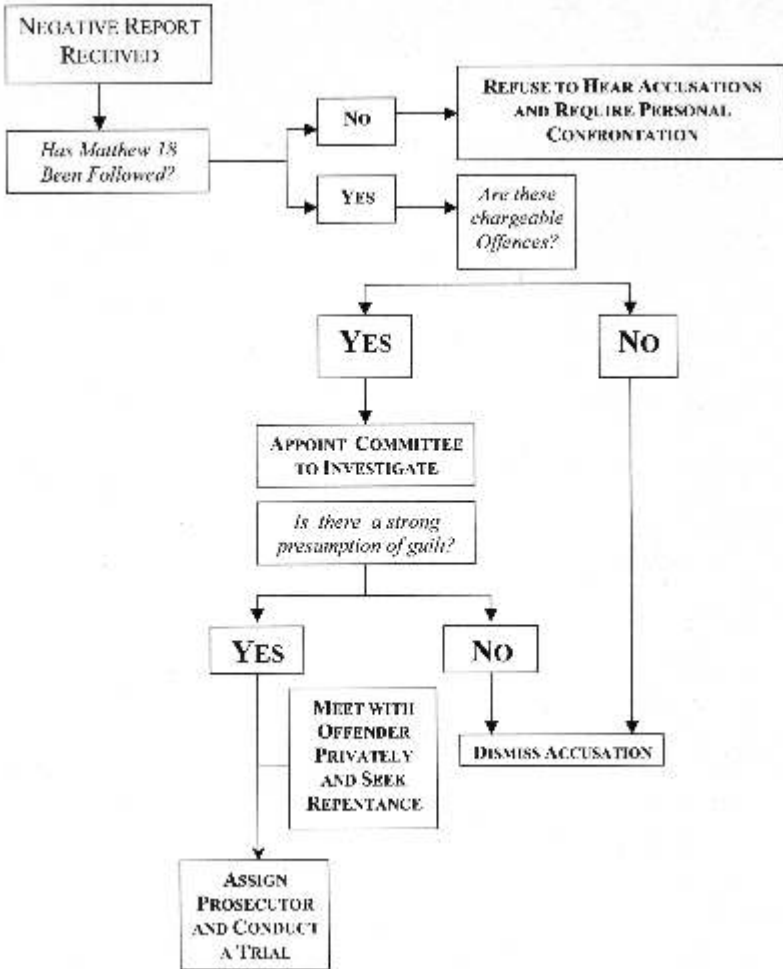 NEGATIVE REPORT
RECEIVED
Has Matthew 18
Been Followed?
NO
REFUSE TO HEAR ACCUSATIONS
AND REQUIRE PERSONAL
CONFRONTATION
YES
Are these
chargeable
Offences?
YES
NO
APPOINT COMMITTEE
TO INVESTIGATE
Is there a strong
presumption of guilt?
YES
NO
MEET WITH
OFFENDER
PRIVATELY
AND SEEK
REPENTANCE
DISMISS ACCUSATION
ASSIGN
PROSECUTOR
AND CONDUCT
A TRIAL